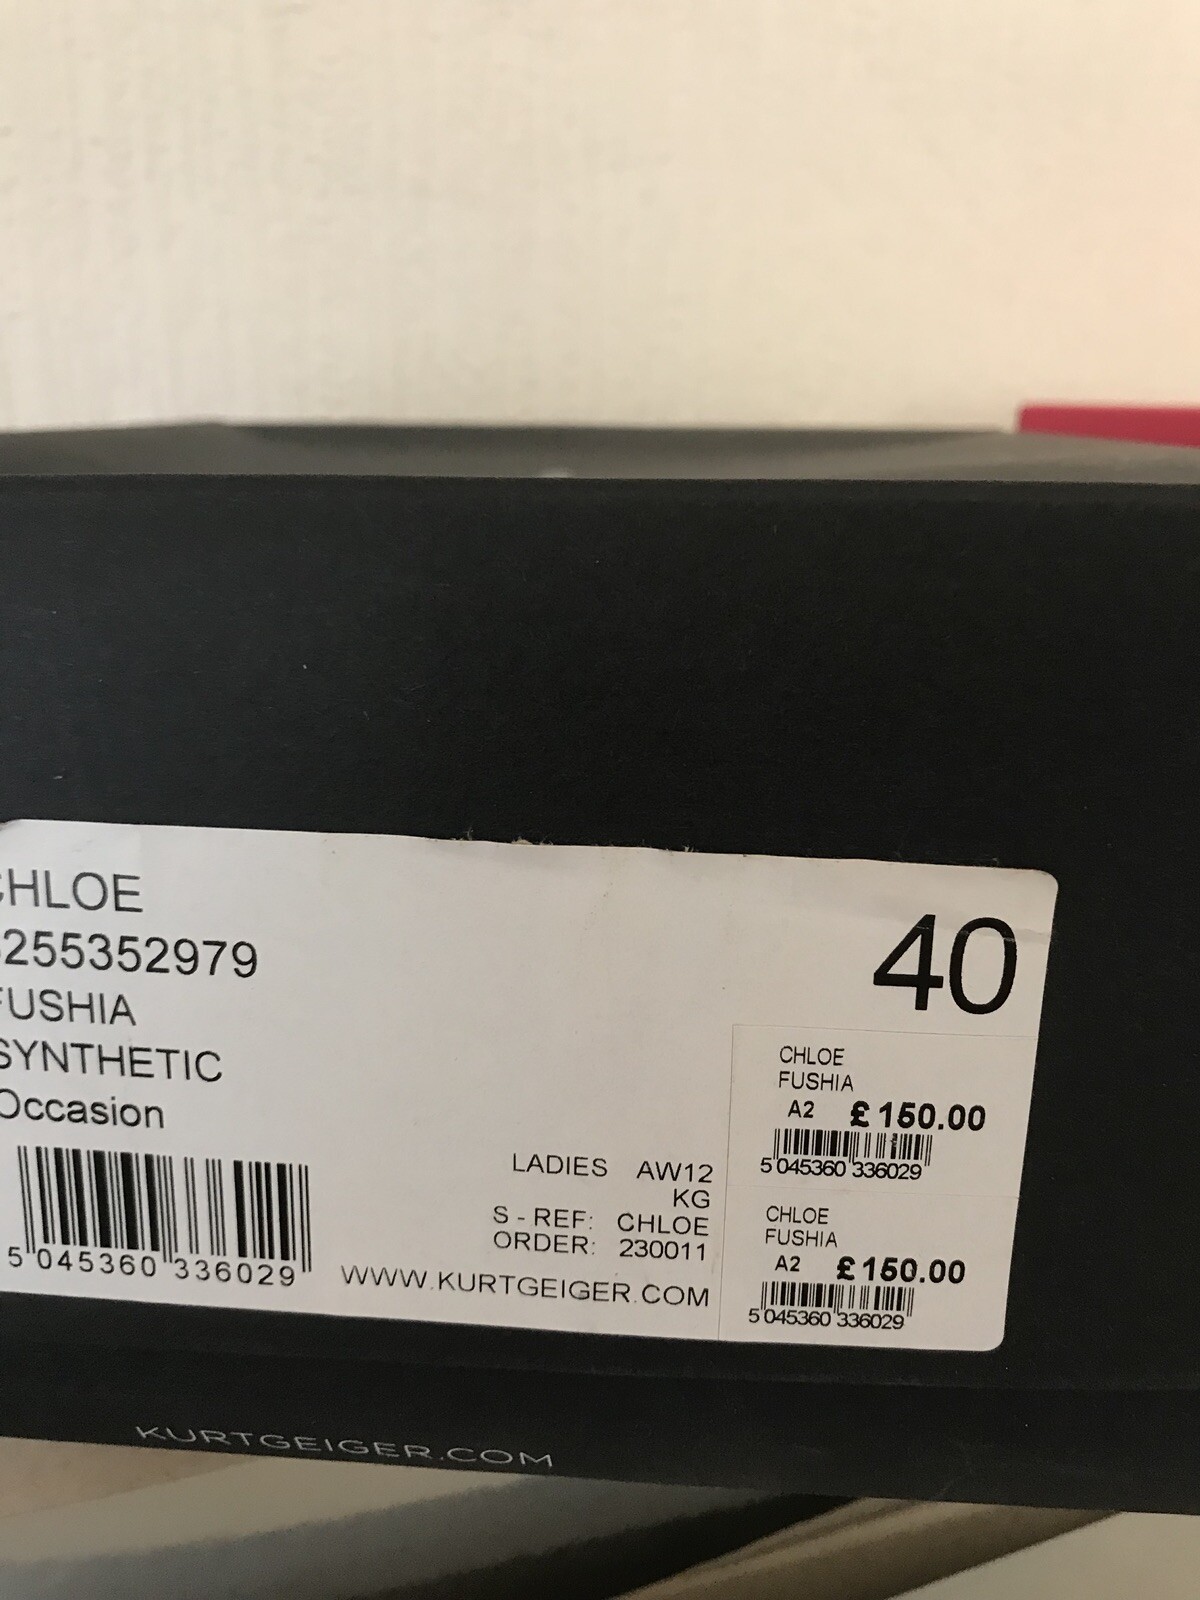 CHLOE
255352979
FUSHIA
SYNTHETIC
Occasion
5 045360 336029
LADIES AW12
KG
S - REF: CHLOE
ORDER: 230011
WWW.KURTGEIGER.COM
40
CHLOE
FUSHIA
A2 £150.00
5 045360 336029
CHLOE
FUSHIA
A2 £150.00
5 045360 336029
KURTGEIGER.COM